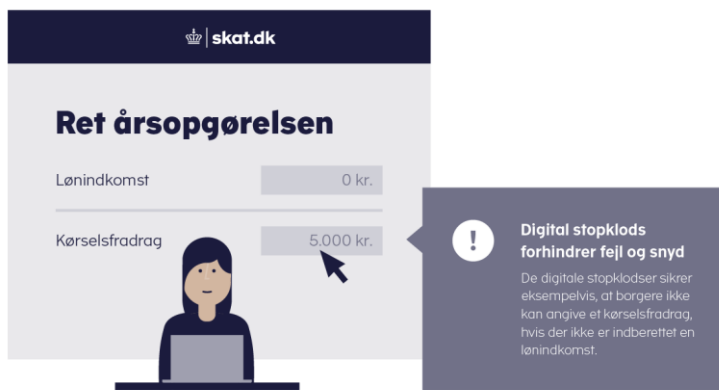 skat.dk
Ret årsopgørelsen
Lønindkomst 0 kr.
Kørselsfradrag 5.000 kr.
!
Digital stopklods
forhindrer fejl og snyd
De digitale stopklodser sikrer
eksempelvis, at borgere ikke
kan angive et kørselsfradrag,
hvis der ikke er indberettet en
lønindkomst.